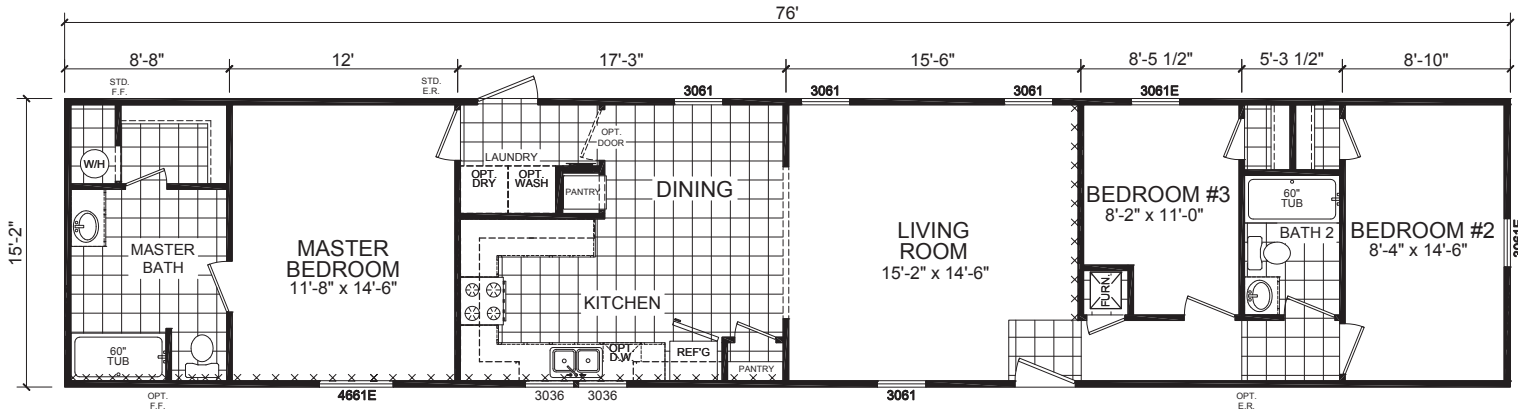 76'
8'-8"
12'
17'-3"
15'-6"
8'-5 1/2"
5'-3 1/2"
8'-10"
STD.
F.F.
STD.
E.R.
3061
3061
3061
3061E
15'-2"
W/H
LAUNDRY
OPT.
DOOR
OPT.
DRY
OPT.
WASH
PANTRY
DINING
MASTER
BATH
MASTER
BEDROOM
11'-8" x 14'-6"
KITCHEN
LIVING
ROOM
15'-2" x 14'-6"
BEDROOM #3
8'-2" x 11'-0"
60"
TUB
BATH 2
BEDROOM #2
8'-4" x 14'-6"
3061E
FURN.
60"
TUB
OPT
D.W
REF'G
PANTRY
OPT.
F.F.
4661E
3036
3036
3061
OPT.
E.R.